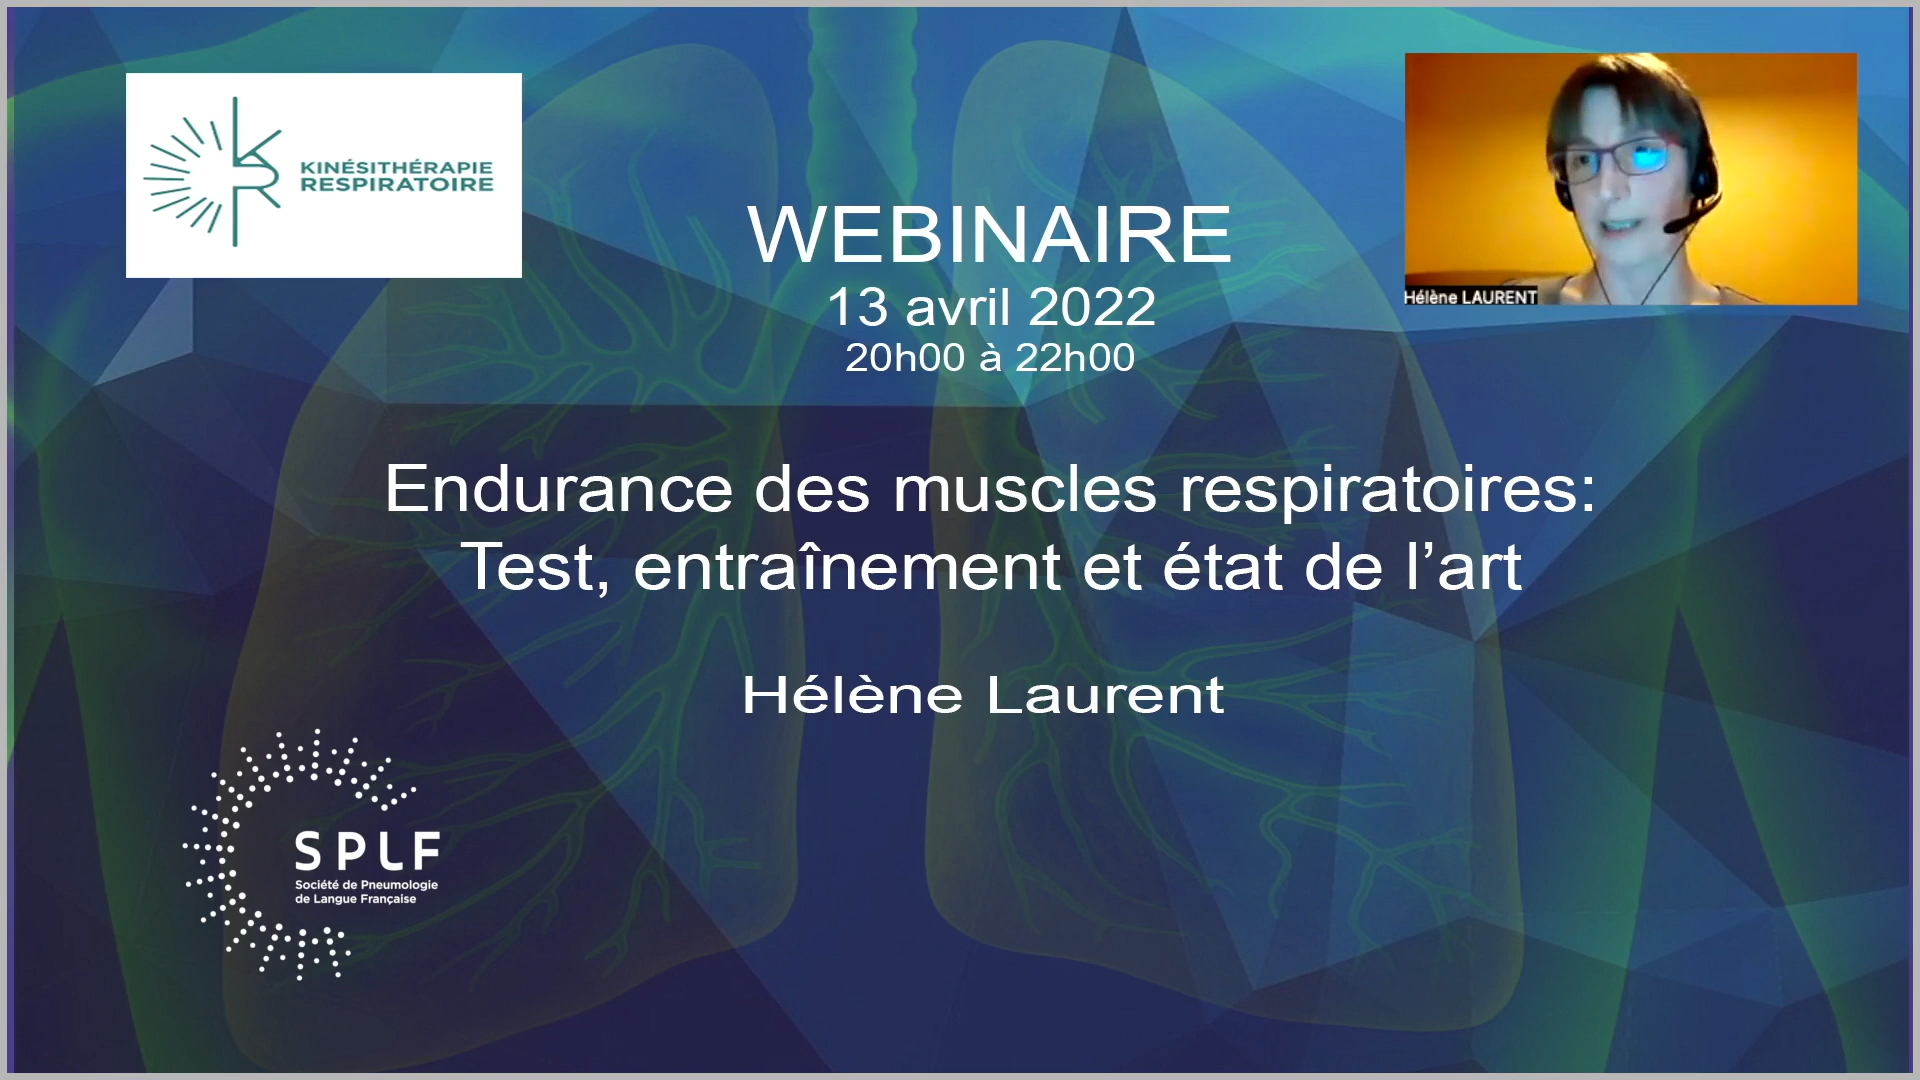 KINÉSITHÉRAPIE
RESPIRATOIRE
WEBINAIRE
13 avril 2022
20h00 à 22h00
Hélène LAURENT
Endurance des muscles respiratoires:
Test, entraînement et état de l’art
Hélène Laurent
SPLF
Société de Pneumologie
de Langue Française